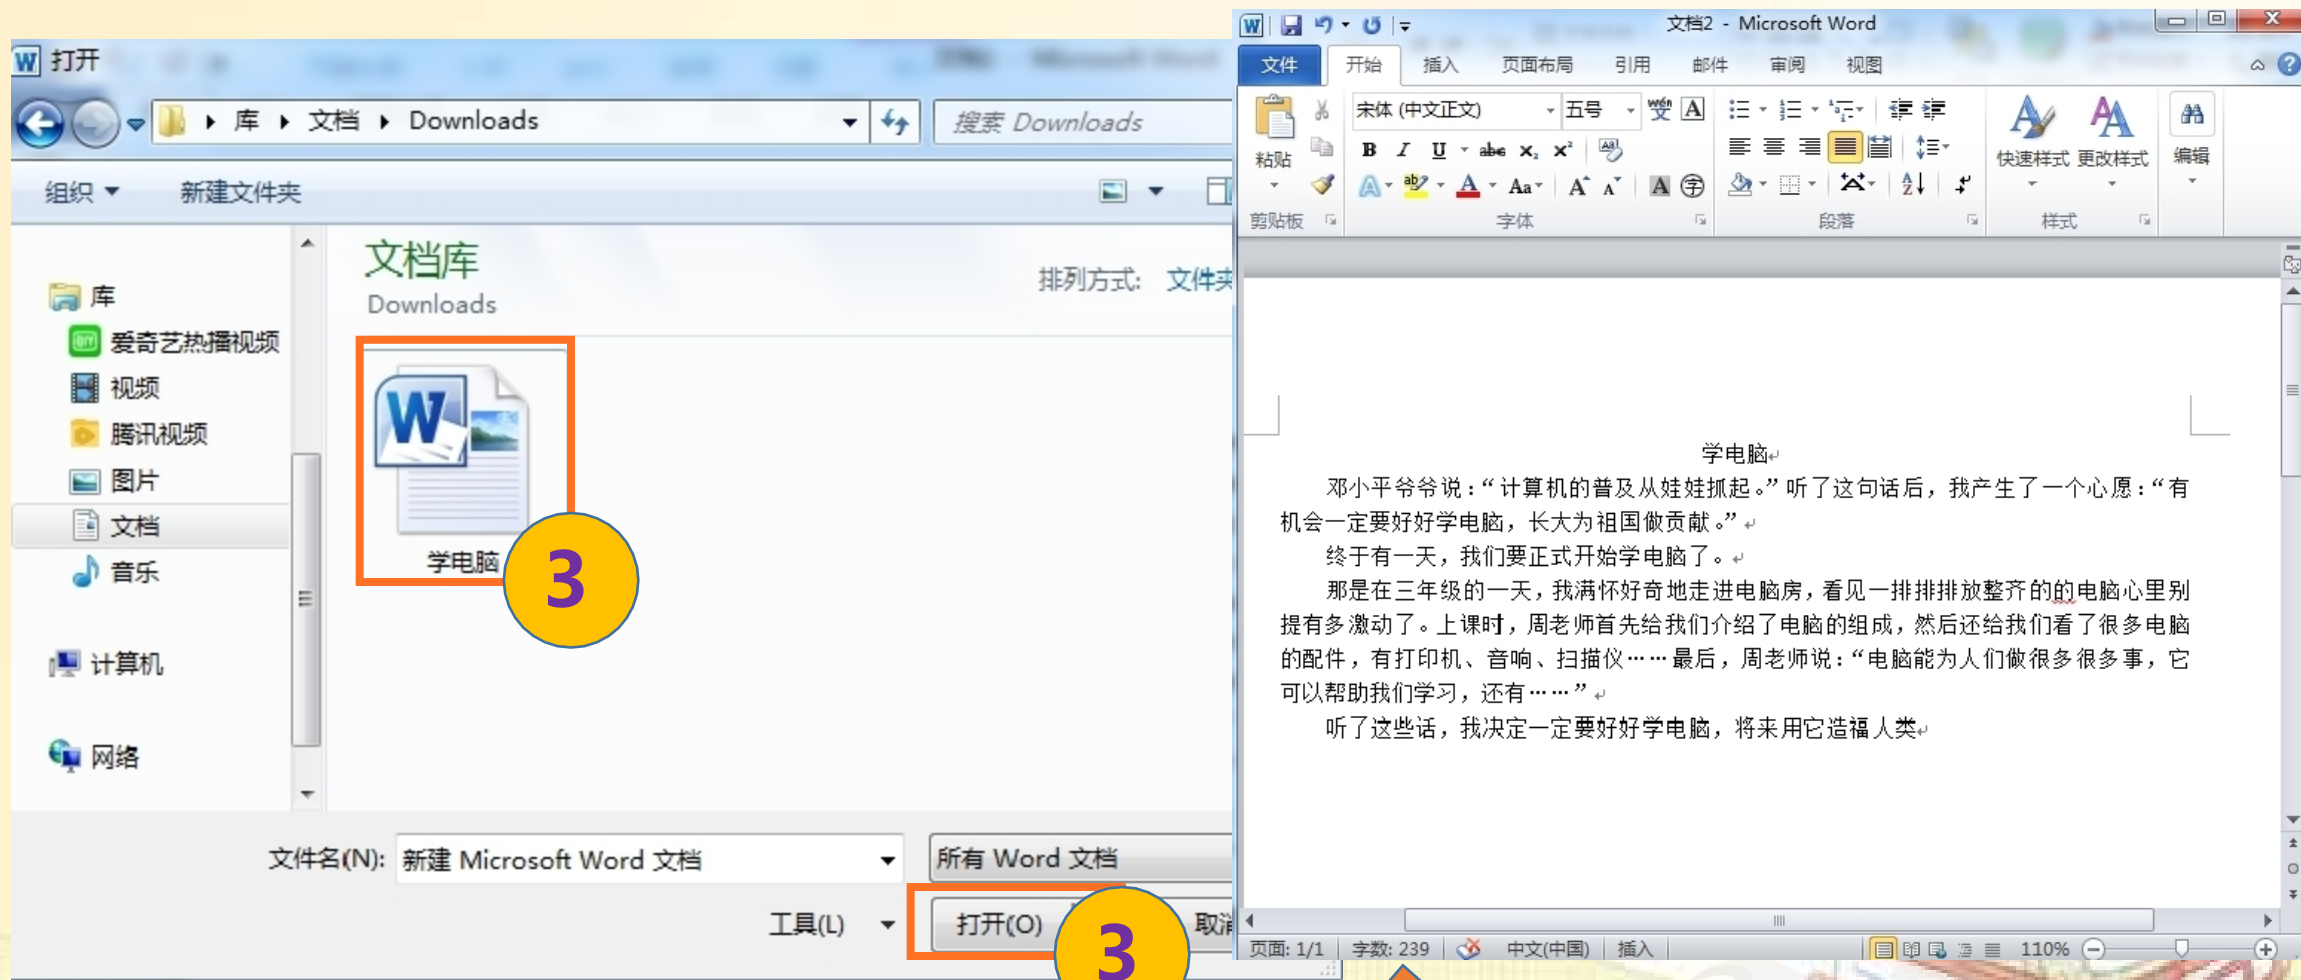 打开
库 文档 Downloads
搜索 Downloads
组织 新建文件夹
库
爱奇艺热播视频
视频
腾讯视频
图片
文档
音乐
计算机
网络
文档库
Downloads
排列方式: 文件夹
学电脑
3
文件名(N): 新建 Microsoft Word 文档
所有 Word 文档
工具(L) 打开(O)
3
文档2 - Microsoft Word
文件 开始 插入 页面布局 引用 邮件 审阅 视图
宋体 (中文正文) 五号
粘贴
快速样式 更改样式 编辑
剪贴板 字体 段落 样式
学电脑
邓小平爷爷说：“计算机的普及从娃娃抓起。”听了这句话后，我产生了一个心愿：“有
机会一定要好好学电脑，长大为祖国做贡献。”
终于有一天，我们要正式开始学电脑了。
那是在三年级的一天，我满怀好奇地走进电脑房，看见一排排排放整齐的的电脑心里别
提有多激动了。上课时，周老师首先给我们介绍了电脑的组成，然后还给我们看了很多电脑
的配件，有打印机、音响、扫描仪……最后，周老师说：“电脑能为人们做很多很多事，它
可以帮助我们学习，还有……”
听了这些话，我决定一定要好好学电脑，将来用它造福人类
页面: 1/1 字数: 239 中文(中国) 插入 110%